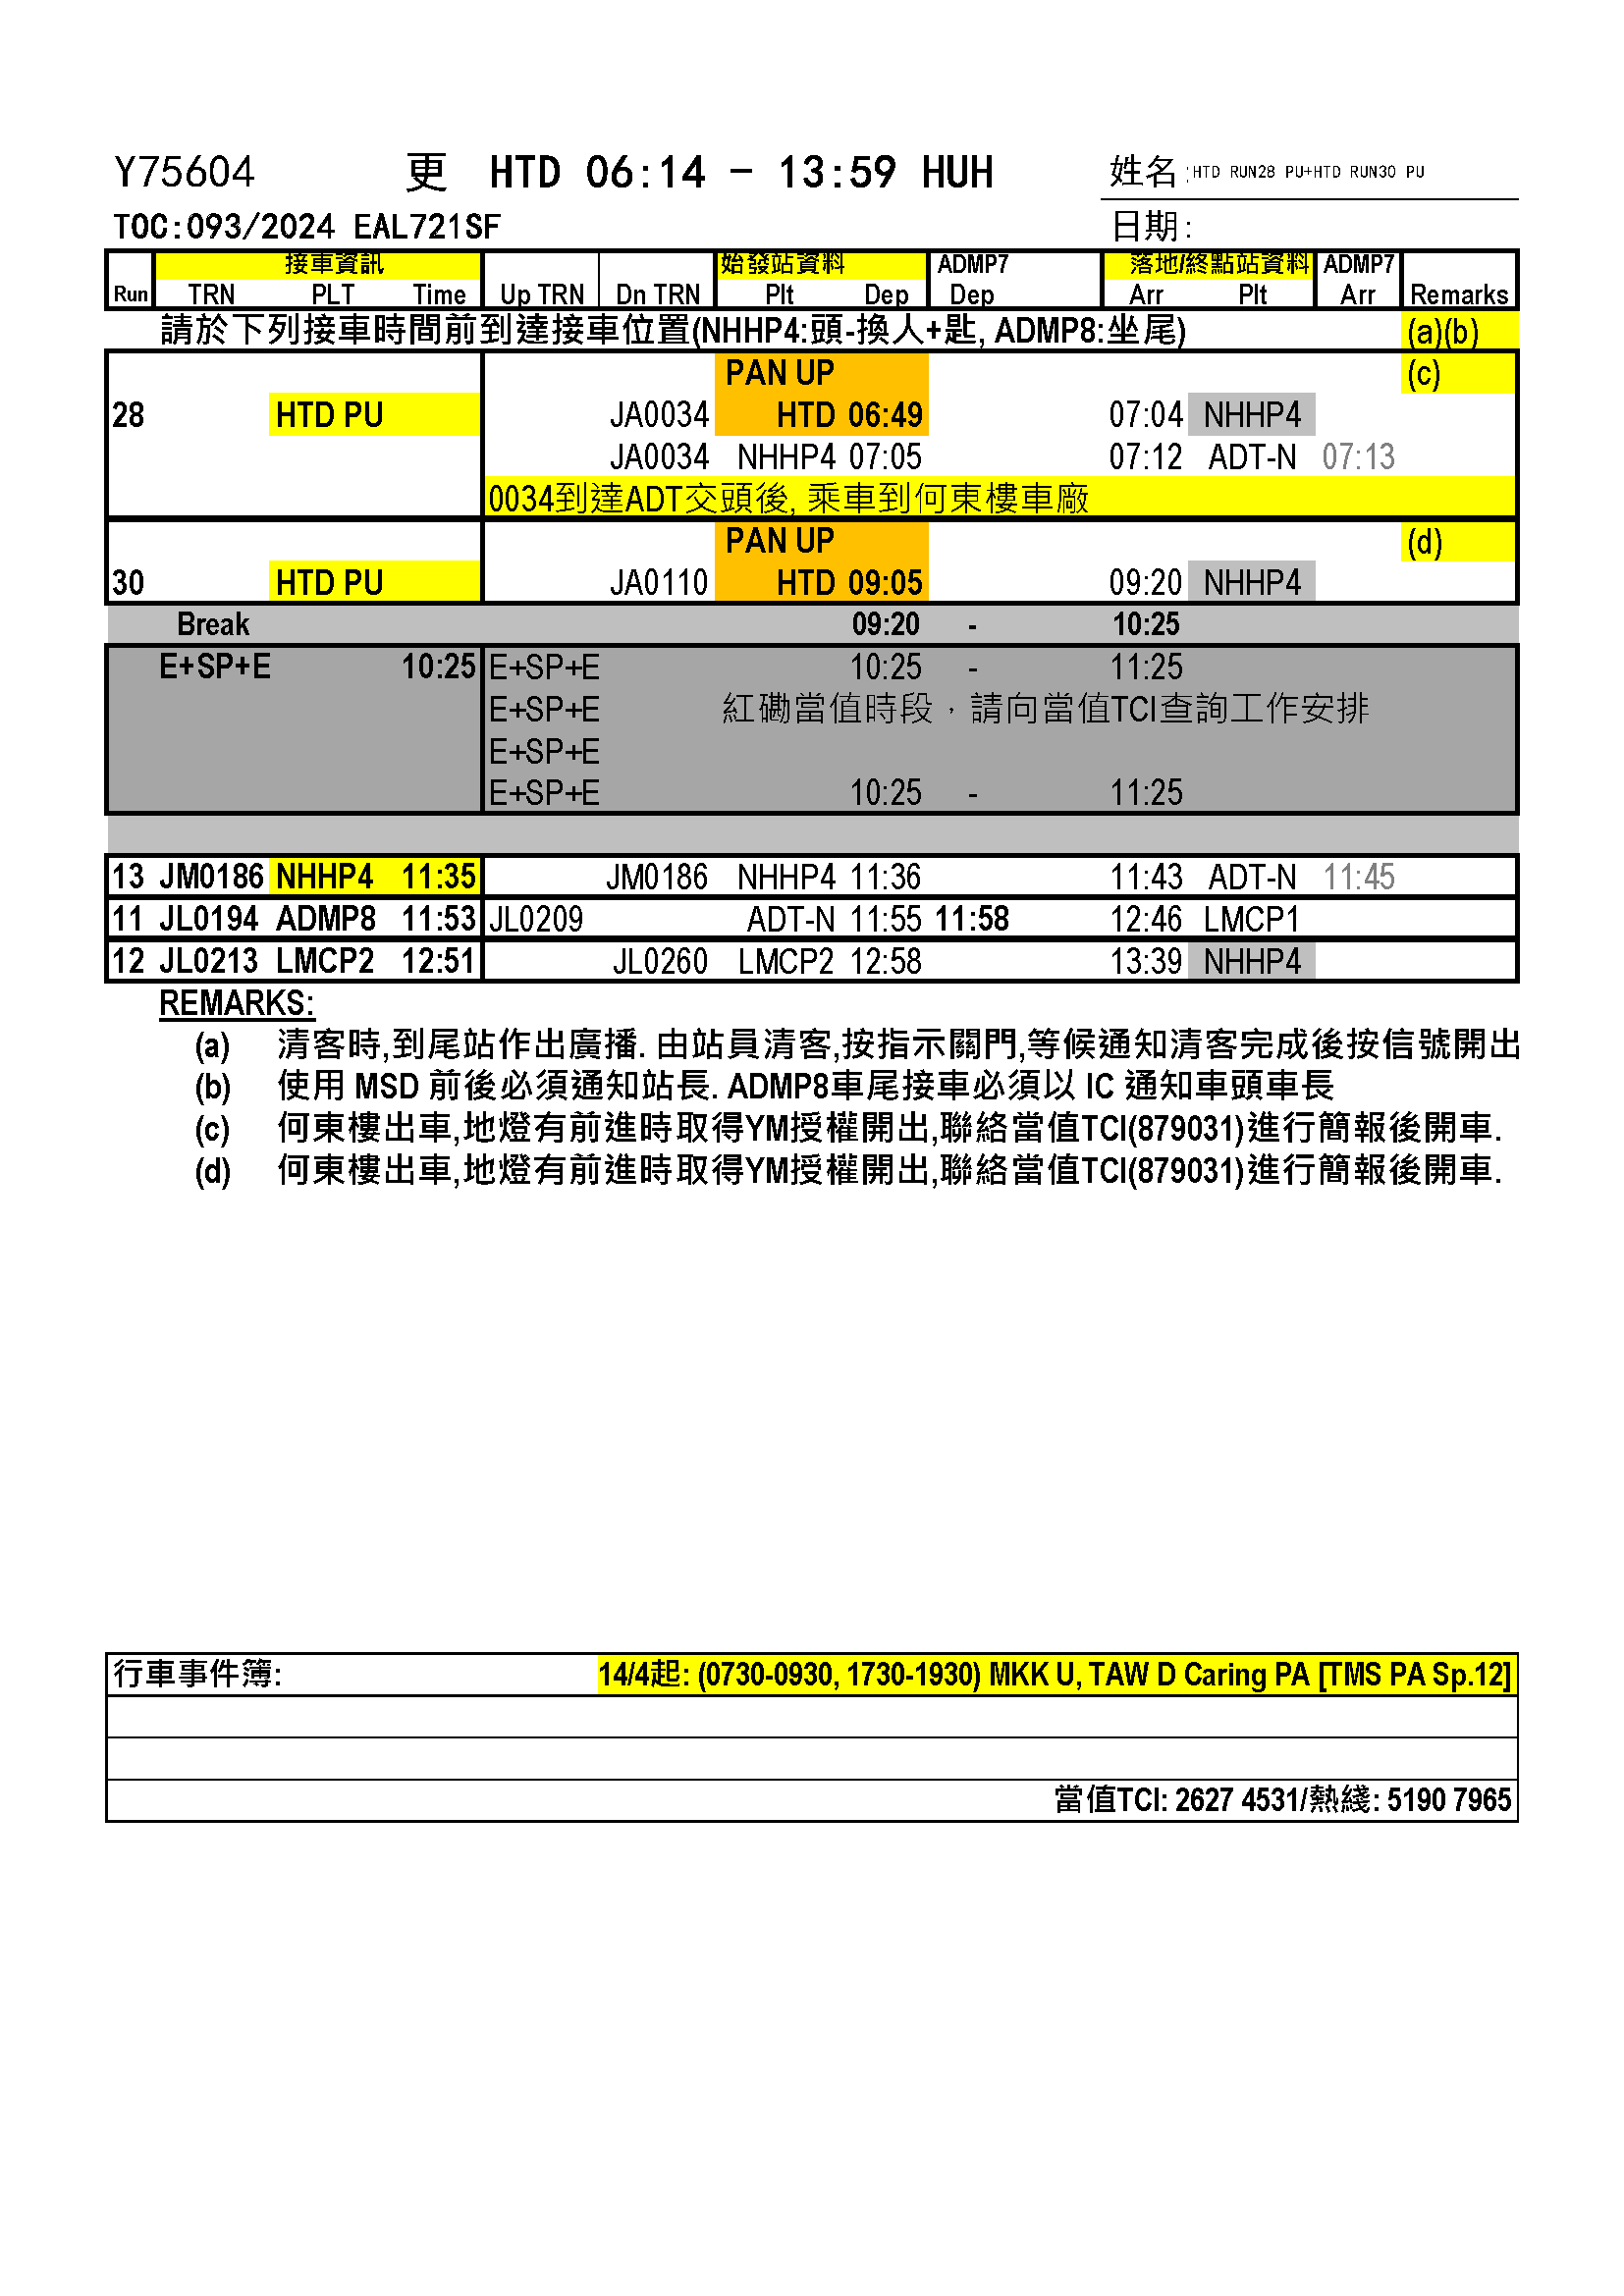 Y75604 更 HTD 06:14 - 13:59 HUH 姓名:HTD RUN28 PU+HTD RUN30 PU
TOC:093/2024 EAL721SF 日期:
接車資訊 始發站資料 ADMP7 落地/終點站資料 ADMP7
Run TRN PLT Time Up TRN Dn TRN Plt Dep Dep Arr Plt Arr Remarks
請於下列接車時間前到達接車位置(NHHP4:頭-換人+匙, ADMP8:坐尾) (a)(b)
PAN UP (c)
28 HTD PU JA0034 HTD 06:49 07:04 NHHP4
JA0034 NHHP4 07:05 07:12 ADT-N 07:13
0034到達ADT交頭後, 乘車到何東樓車廠
PAN UP (d)
30 HTD PU JA0110 HTD 09:05 09:20 NHHP4
Break 09:20 - 10:25
E+SP+E 10:25 E+SP+E 10:25 - 11:25
E+SP+E 紅磡當值時段，請向當值TCI查詢工作安排
E+SP+E
E+SP+E 10:25 - 11:25
13 JM0186 NHHP4 11:35 JM0186 NHHP4 11:36 11:43 ADT-N 11:45
11 JL0194 ADMP8 11:53 JL0209 ADT-N 11:55 11:58 12:46 LMCP1
12 JL0213 LMCP2 12:51 JL0260 LMCP2 12:58 13:39 NHHP4
REMARKS:
(a) 清客時,到尾站作出廣播. 由站員清客,按指示關門,等候通知清客完成後按信號開出
(b) 使用 MSD 前後必須通知站長. ADMP8車尾接車必須以 IC 通知車頭車長
(c) 何東樓出車,地燈有前進時取得YM授權開出,聯絡當值TCI(879031)進行簡報後開車.
(d) 何東樓出車,地燈有前進時取得YM授權開出,聯絡當值TCI(879031)進行簡報後開車.
行車事件簿: 14/4起: (0730-0930, 1730-1930) MKK U, TAW D Caring PA [TMS PA Sp.12]
當值TCI: 2627 4531/熱綫: 5190 7965